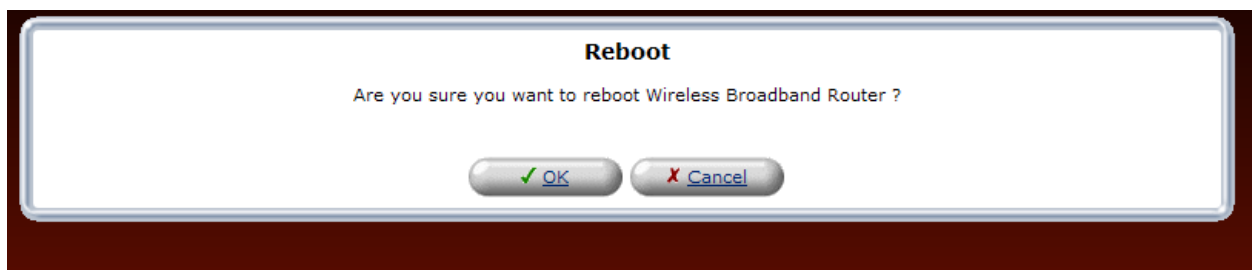 Reboot
Are you sure you want to reboot Wireless Broadband Router ?
✓ OK ✗ Cancel